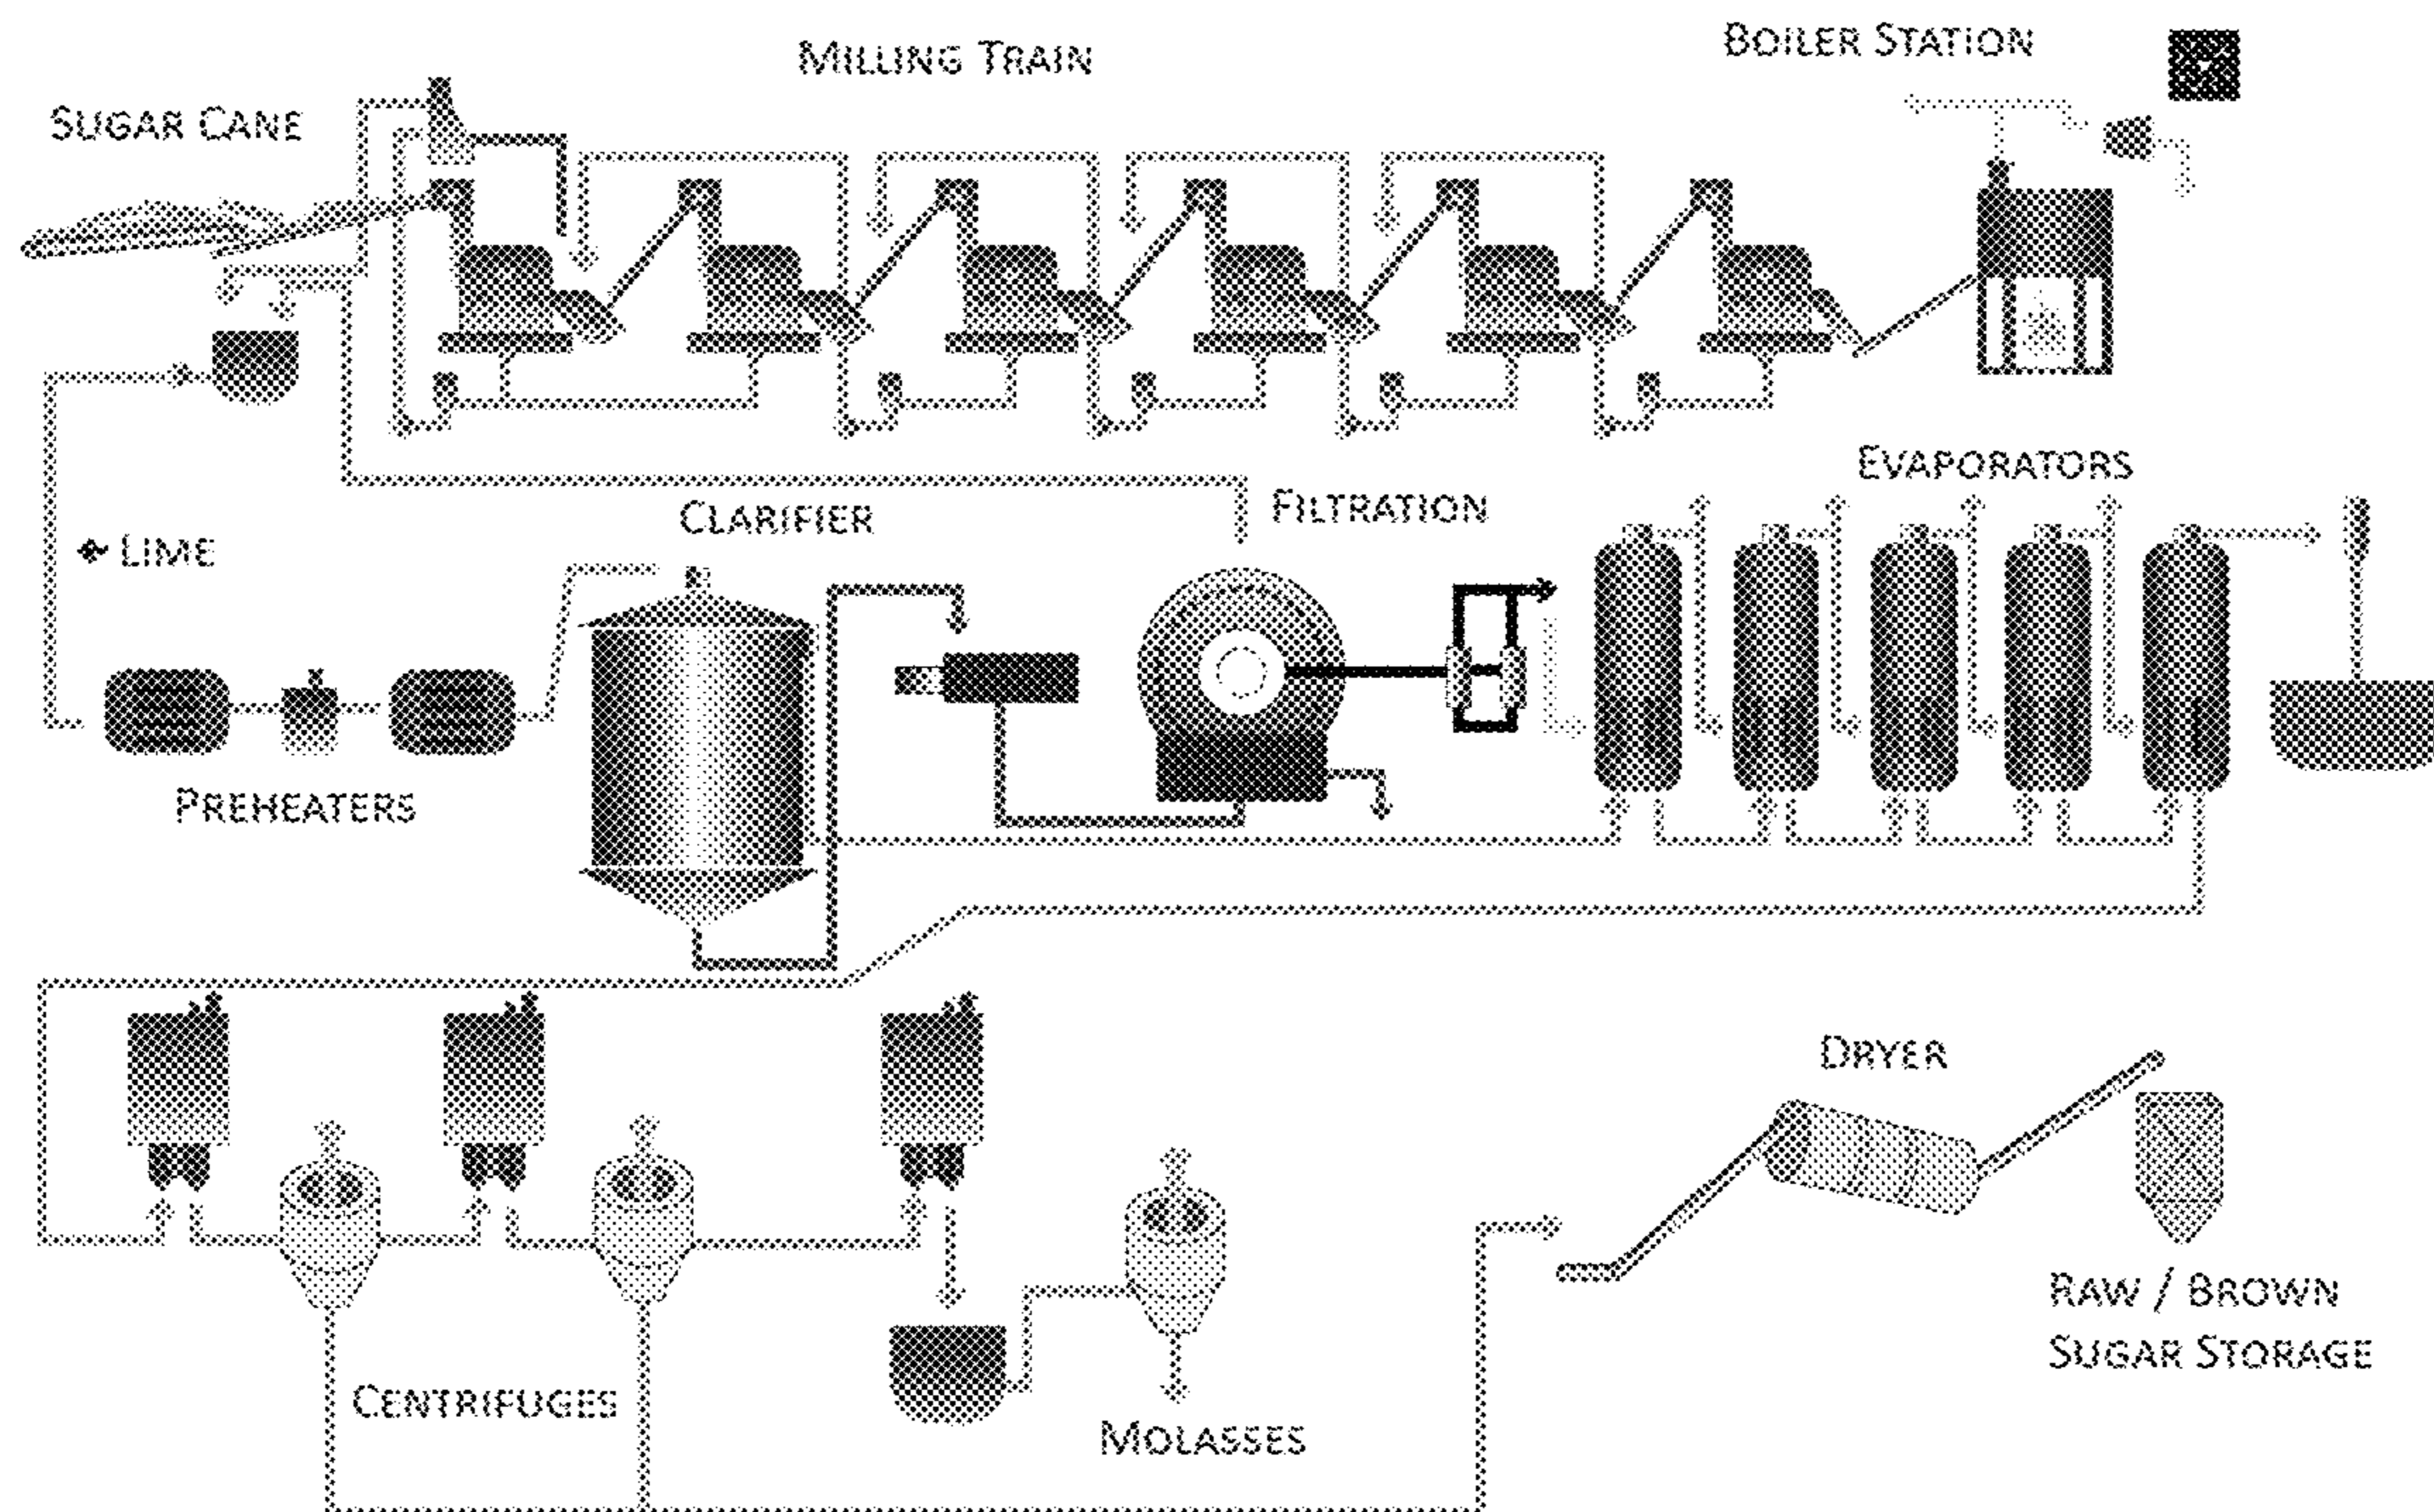 MILLING TRAIN
BOILER STATION
SUGAR CANE
EVAPORATORS
FILTRATION
CLARIFIER
LIME
PREHEATERS
DRYER
RAW / BROWN
SUGAR STORAGE
CENTRIFUGES
MOLASSES